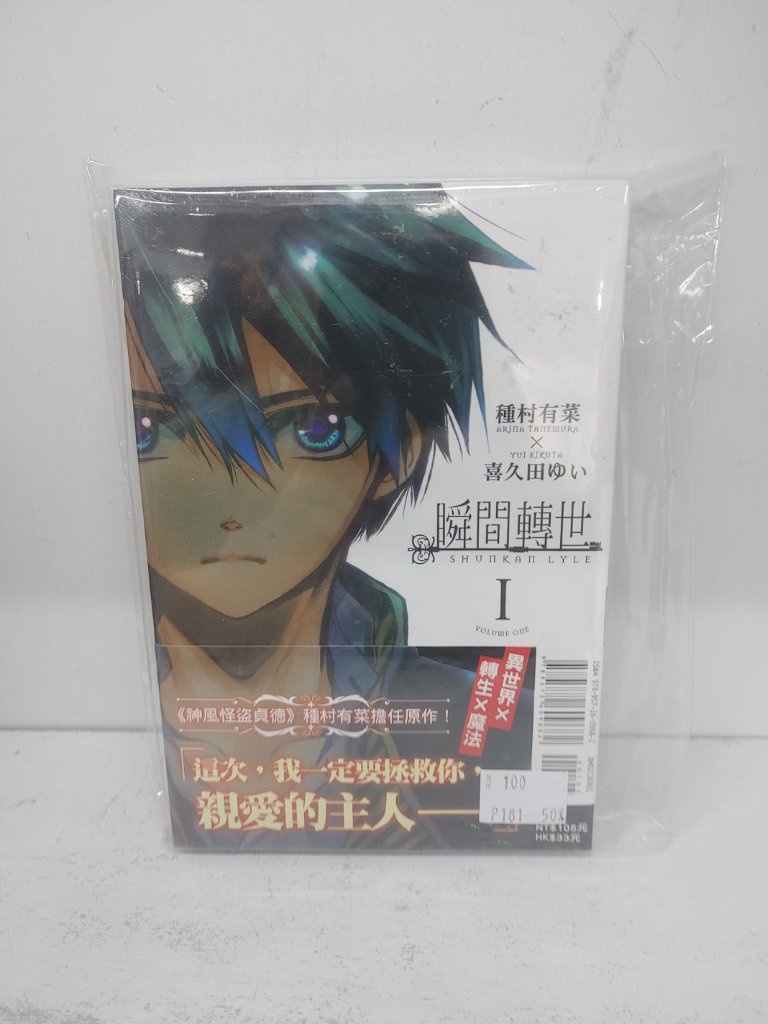 種村有菜
ARINA TANEMURA
×
YUI KIKUTA
喜久田ゆい
瞬間轉世
SHUNKAN LYLE
I
VOLUME ONE
異世界×
轉生×魔法
《神風怪盜貞德》種村有菜擔任原作！
「這次，我一定要拯救你，
親愛的主人──
100
P181 50
NT$105元
HK$33元